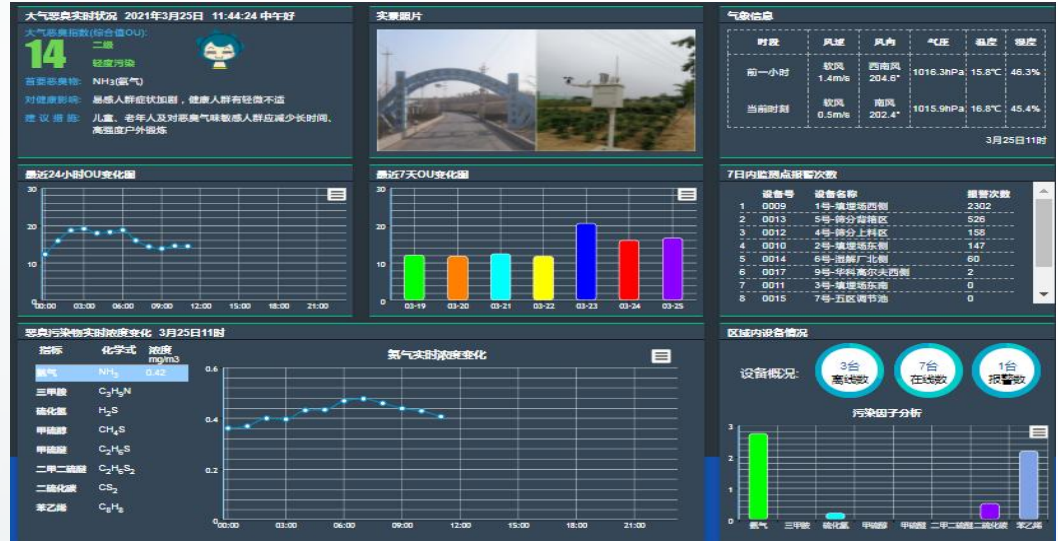 大气恶臭实时状况 2021年3月25日 11:44:24 中午好
大气恶臭指数(综合值OU):
14
二级
轻度污染
首要恶臭物: NH3(氨气)
对健康影响: 易感人群症状加剧，健康人群有轻微不适
建议措施: 儿童、老年人及对恶臭气味敏感人群应减少长时间、
高强度户外锻炼
实景照片
气象信息
时段 风速 风向 气压 温度 湿度
前一小时 软风 1.4m/s 西南风 204.6° 1016.3hPa 15.8°C 46.3%
当前时刻 软风 0.5m/s 南风 202.4° 1015.9hPa 16.8°C 45.4%
3月25日11时
最近24小时OU变化图
30
20
10
0
00:00 03:00 06:00 09:00 12:00 15:00 18:00 21:00
最近7天OU变化图
30
20
10
0
03-19 03-20 03-21 03-22 03-23 03-24 03-25
7日内监测点报警次数
设备号 设备名称 报警次数
1 0009 1号-填埋场西侧 2302
2 0013 5号-筛分背箱区 526
3 0012 4号-筛分上料区 158
4 0010 2号-填埋场东侧 147
5 0014 6号-泔解厂北侧 60
6 0017 9号-华科高尔夫西侧 2
7 0011 3号-填埋场东南 0
8 0015 7号-五区调节池 0
恶臭污染物实时浓度变化 3月25日11时
指标 化学式 浓度
mg/m3
氨气 NH3 0.42
三甲胺 C3H9N
硫化氢 H2S
甲硫醇 CH4S
甲硫醚 C2H6S
二甲二硫醚 C2H6S2
二硫化碳 CS2
苯乙烯 C8H8
氨气实时浓度变化
0.6
0.4
0.2
0
00:00 03:00 06:00 09:00 12:00 15:00 18:00 21:00
区域内设备情况
设备概况:
3台
离线数
7台
在线数
1台
报警数
污染因子分析
3
2
1
0
氨气 三甲胺 硫化氢 甲硫醇 甲硫醚 二甲二硫醚 二硫化碳 苯乙烯